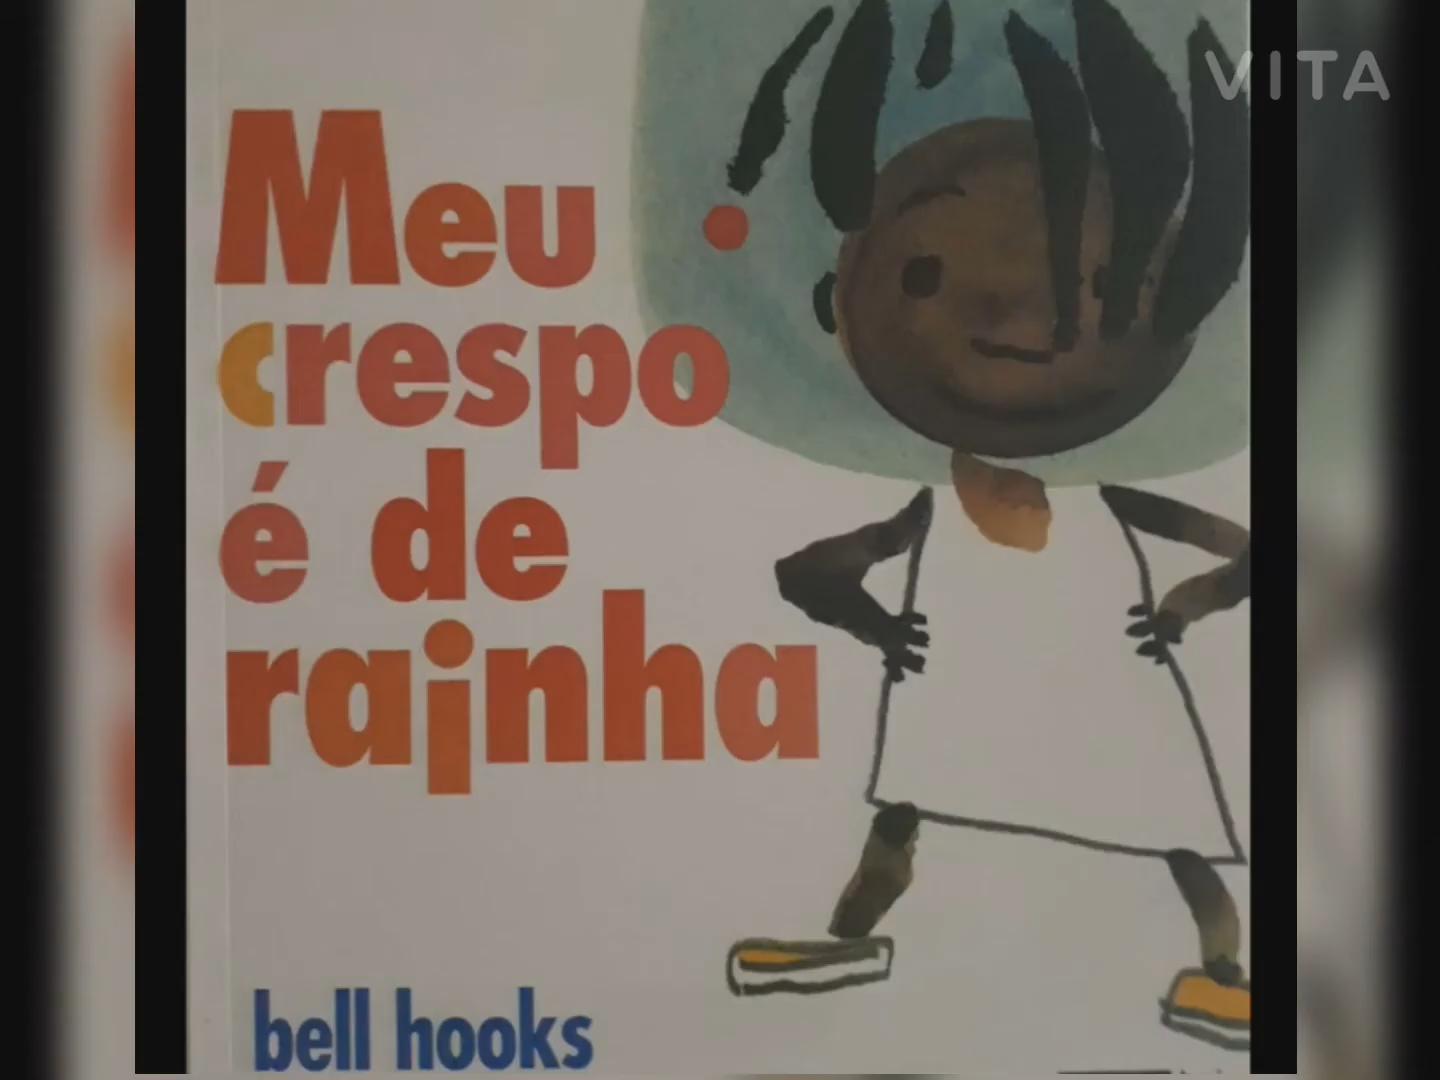 VITA
Meu
crespo
é de
rainha
bell hooks